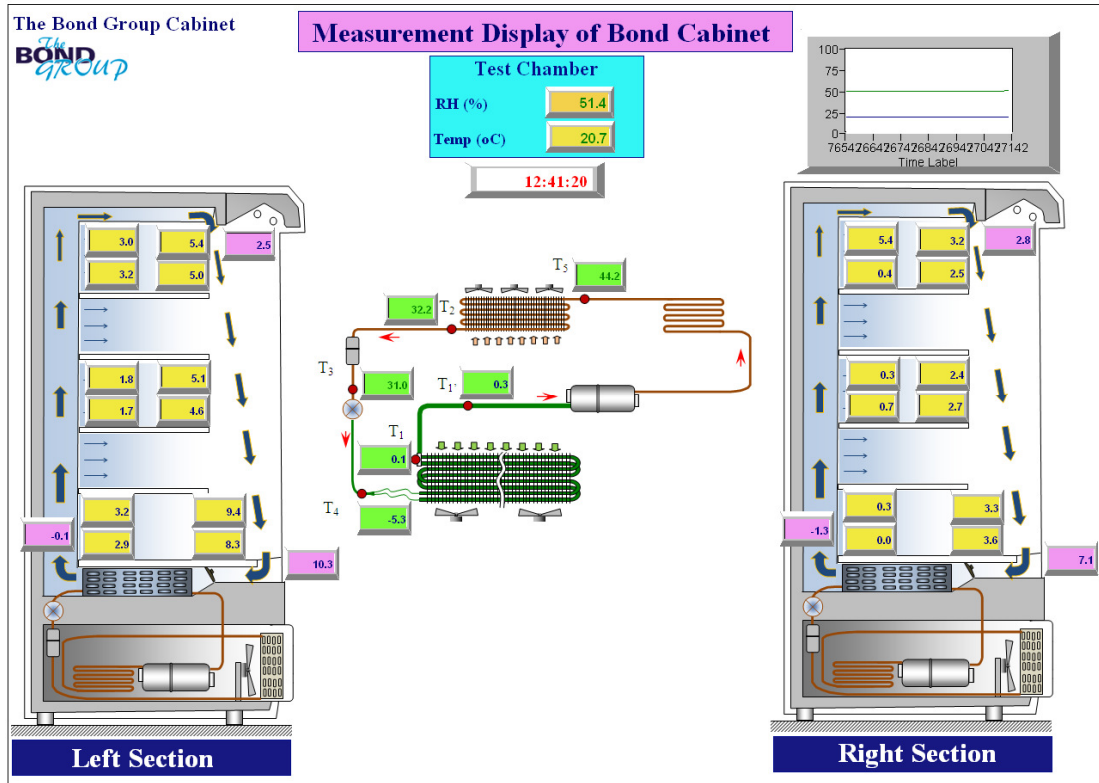 The Bond Group Cabinet
The
BOND
GROUP
Measurement Display of Bond Cabinet
Test Chamber
RH (%)
51.4
Temp (oC)
20.7
12:41:20
100
75
50
25
0
Time Label
3.0
5.4
2.5
3.2
5.0
1.8
5.1
1.7
4.6
3.2
9.4
-0.1
2.9
8.3
10.3
Left Section
T5
44.2
32.2
T2
T3
31.0
T1'
0.3
T1
0.1
T4
-5.3
5.4
3.2
2.8
0.4
2.5
0.3
2.4
0.7
2.7
0.3
3.3
-1.3
0.0
3.6
7.1
Right Section